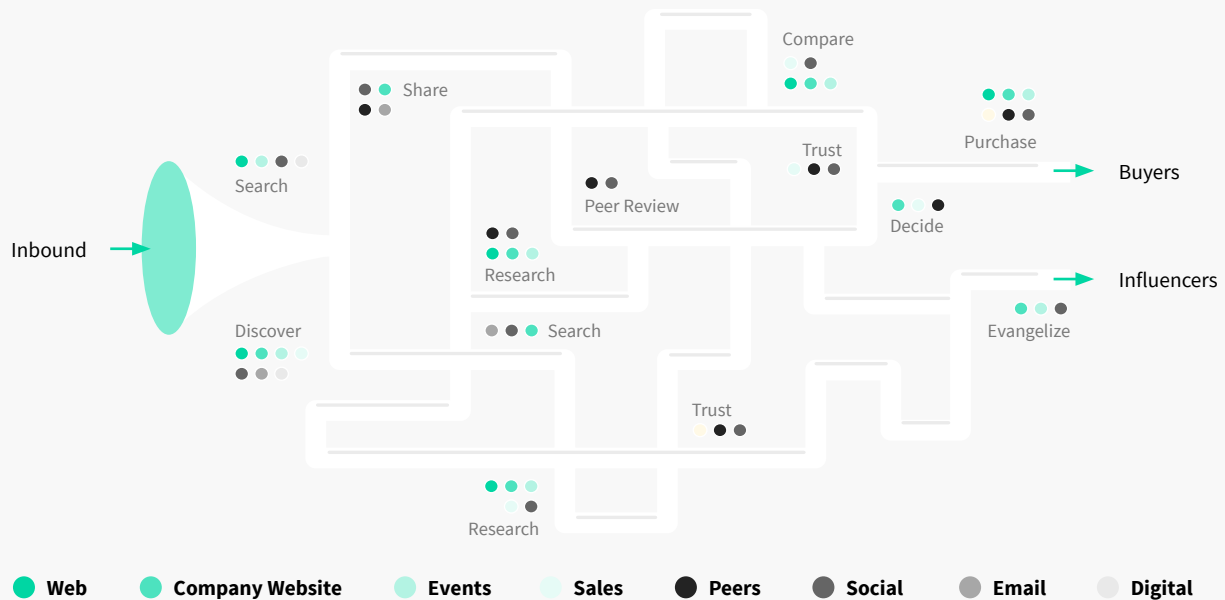 Compare
Share
Purchase
Trust
Buyers
Search
Peer Review
Decide
Inbound
Research
Influencers
Discover
Search
Evangelize
Trust
Research
Web Company Website Events Sales Peers Social Email Digital